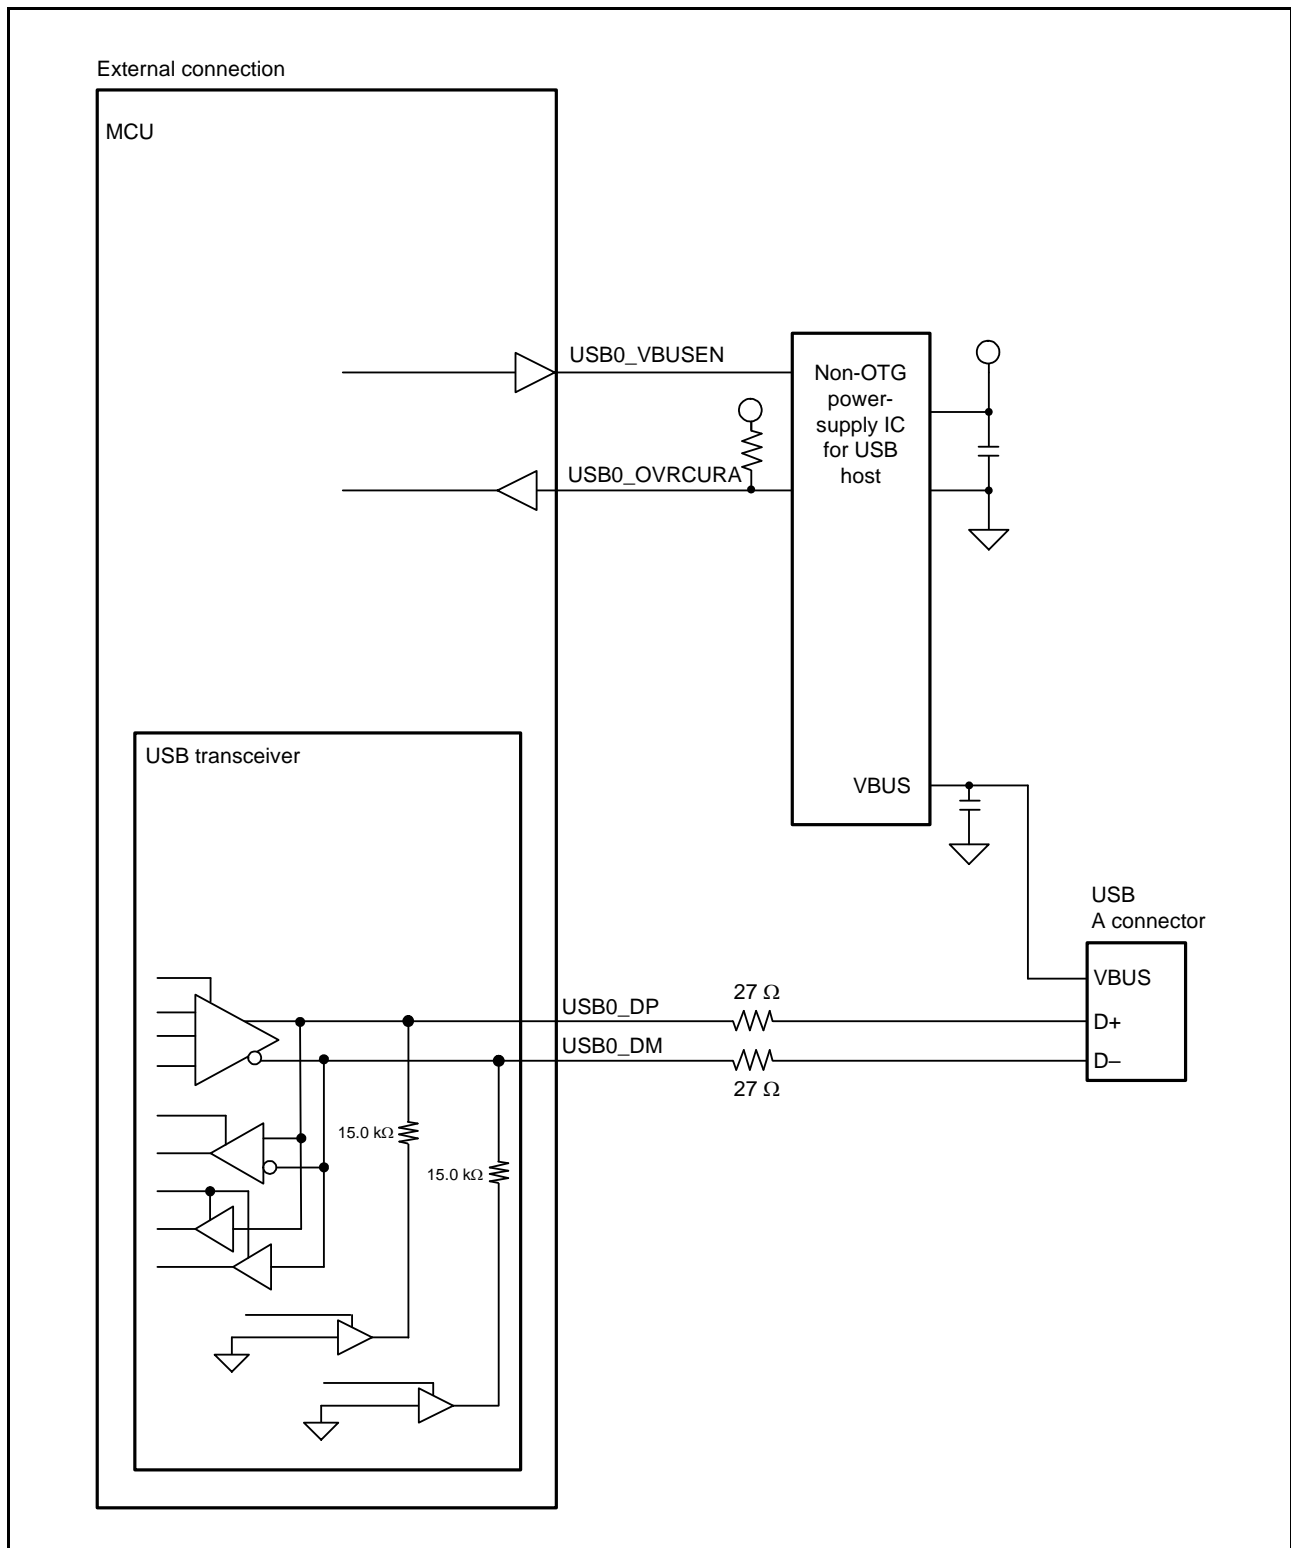 External connection
MCU
USB0_VBUSEN
Non-OTG
power-
supply IC
for USB
host
USB0_OVRCURA
USB transceiver
VBUS
USB
A connector
VBUS
27 Ω
USB0_DP
D+
USB0_DM
D–
27 Ω
15.0 kΩ
15.0 kΩ